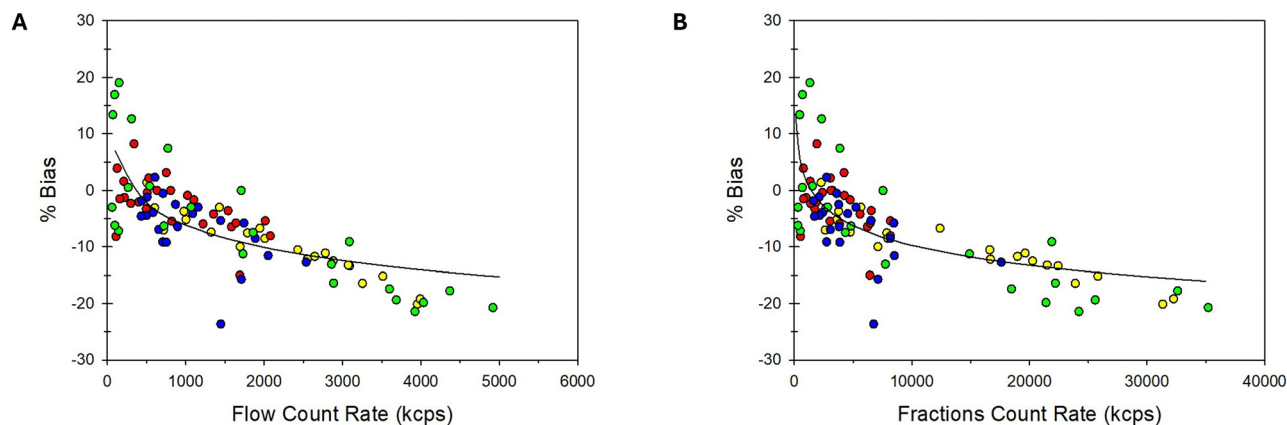 A
B
% Bias
30
20
10
0
-10
-20
-30
0 1000 2000 3000 4000 5000 6000
Flow Count Rate (kcps)
% Bias
30
20
10
0
-10
-20
-30
0 10000 20000 30000 40000
Fractions Count Rate (kcps)